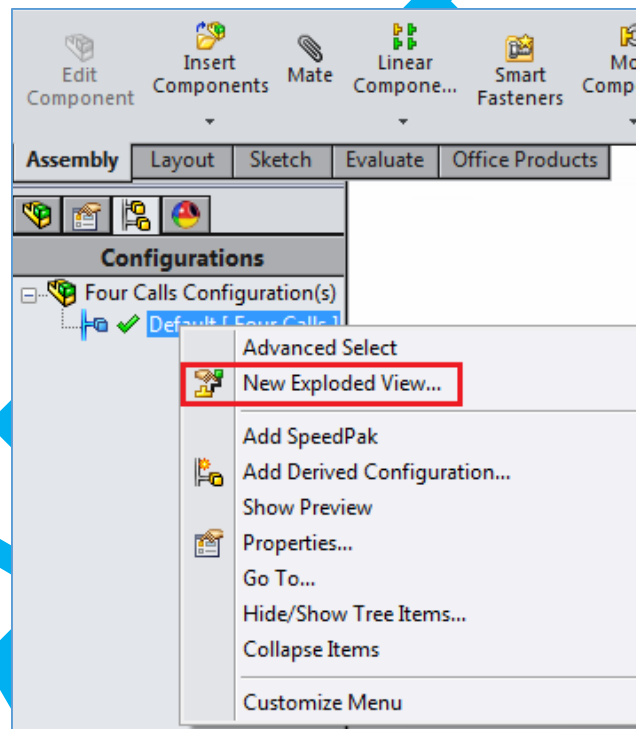 Edit
Component
Insert
Components
Mate
Linear
Compone...
Smart
Fasteners
Assembly
Layout
Sketch
Evaluate
Office Products
Configurations
Four Calls Configuration(s)
Default [ Four Calls ]
Advanced Select
New Exploded View...
Add SpeedPak
Add Derived Configuration...
Show Preview
Properties...
Go To...
Hide/Show Tree Items...
Collapse Items
Customize Menu